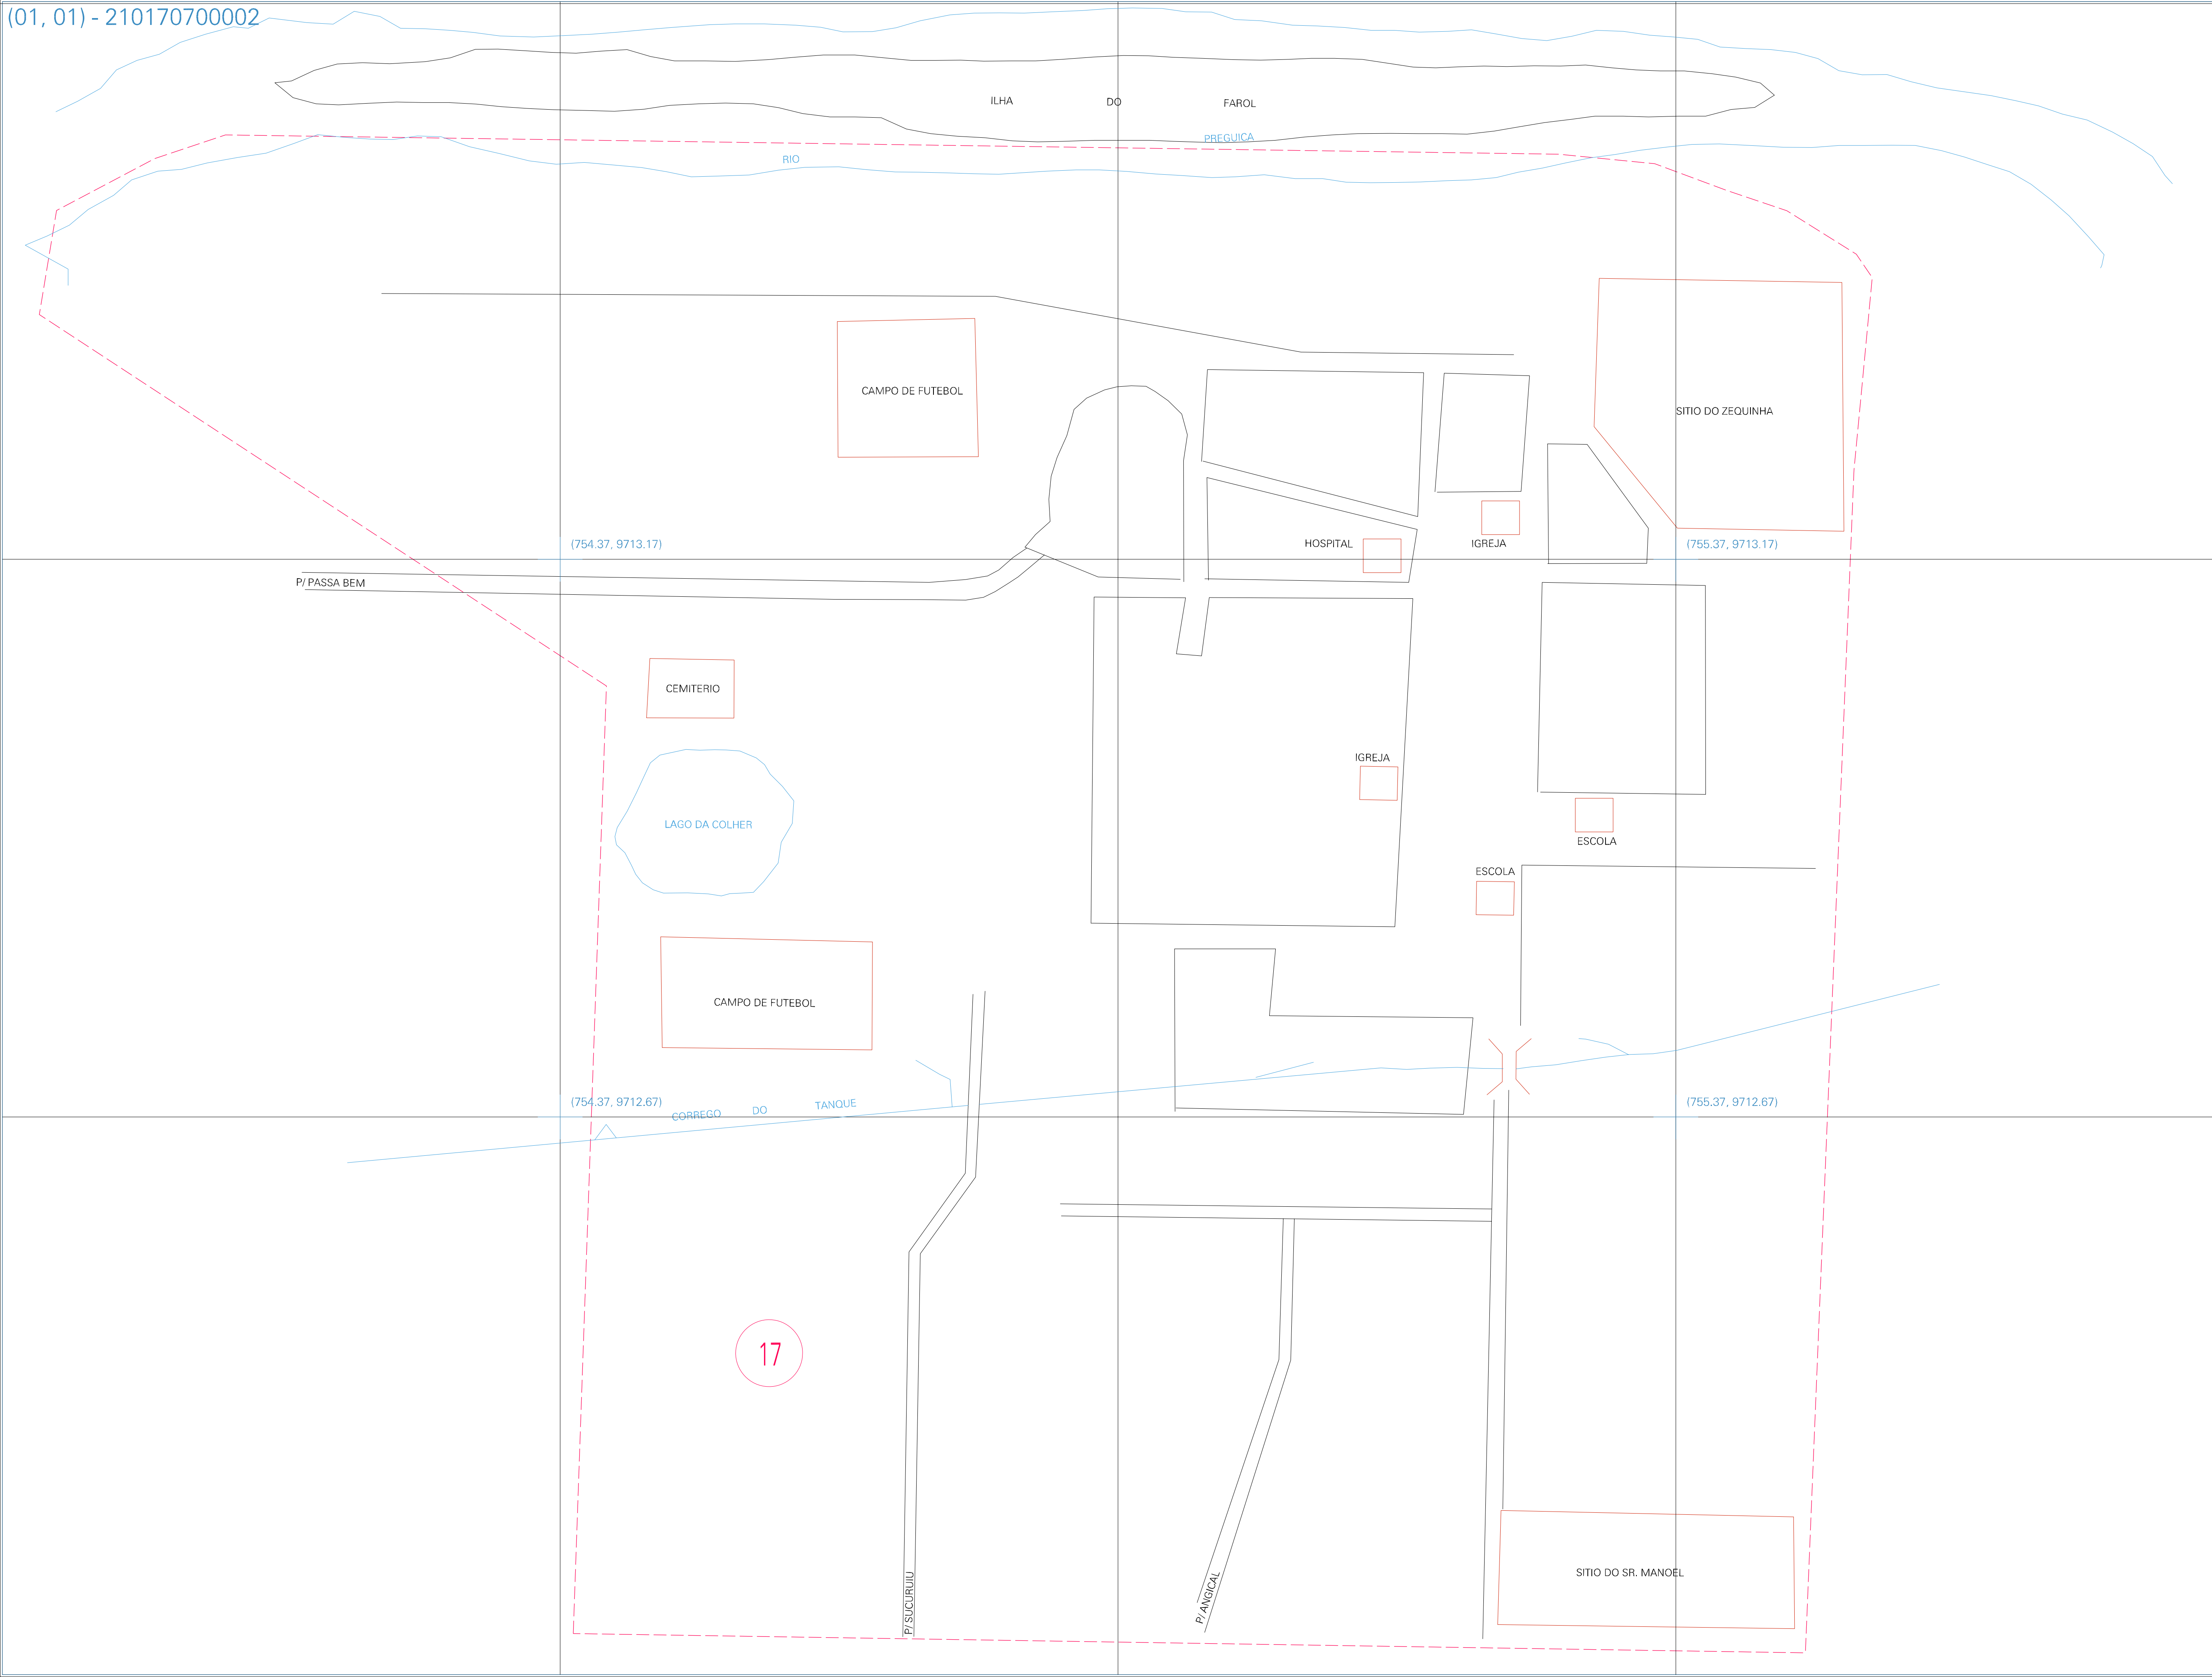 (01, 01) - 210170700002
ILHA DO FAROL
PREGUICA
RIO
CAMPO DE FUTEBOL
SITIO DO ZEQUINHA
(754.37, 9713.17)
HOSPITAL
IGREJA
(755.37, 9713.17)
P/ PASSA BEM
CEMITERIO
IGREJA
LAGO DA COLHER
ESCOLA
ESCOLA
CAMPO DE FUTEBOL
(754.37, 9712.67)
CORREGO DO TANQUE
(755.37, 9712.67)
17
SITIO DO SR. MANOEL
P/ SUCURUIU
P/ ANGICAL